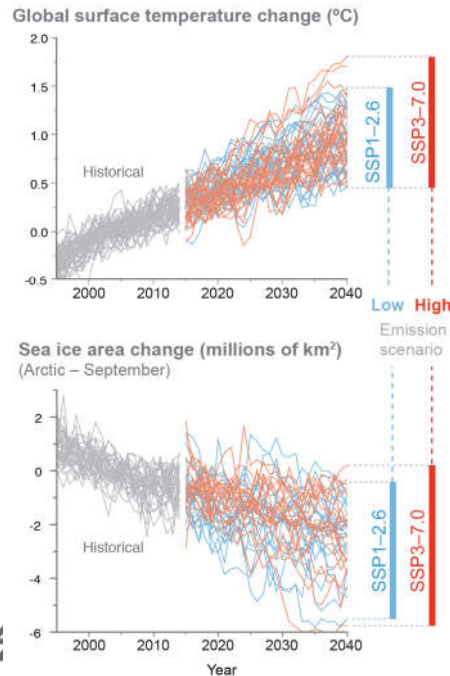 Global surface temperature change (ºC)
2.0
1.5
1.0
0.5
0.0
-0.5
Historical
2000 2010 2020 2030 2040
SSP1–2.6
SSP3–7.0
Low High
Emission
scenario
Sea ice area change (millions of km²)
(Arctic – September)
2
0
-2
-4
-6
Historical
SSP1–2.6
SSP3–7.0
2000 2010 2020 2030 2040
Year